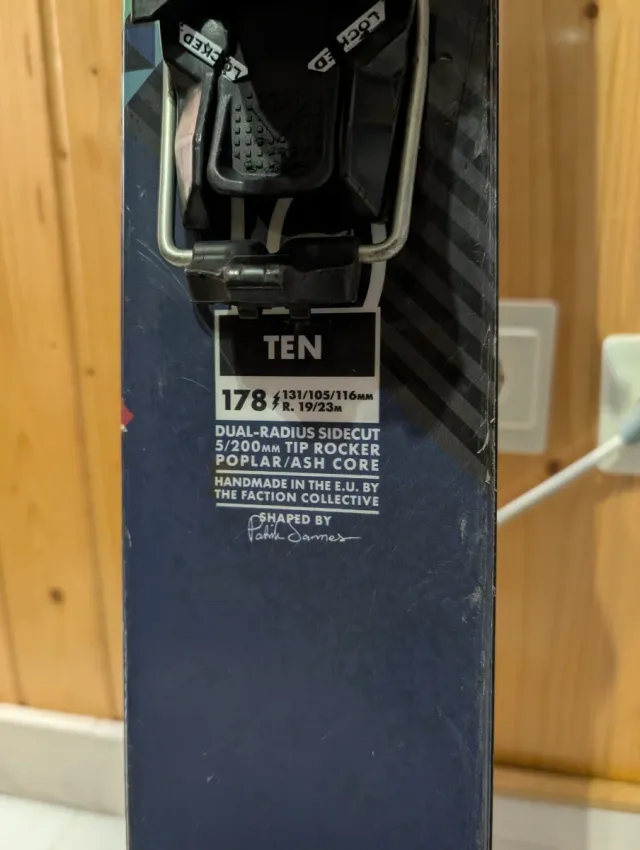 LOCKED
LOCKED
TEN
178 131/105/116MM
R. 19/23M
DUAL-RADIUS SIDECUT
5/200MM TIP ROCKER
POPLAR/ASH CORE
HANDMADE IN THE E.U. BY
THE FACTION COLLECTIVE
SHAPED BY